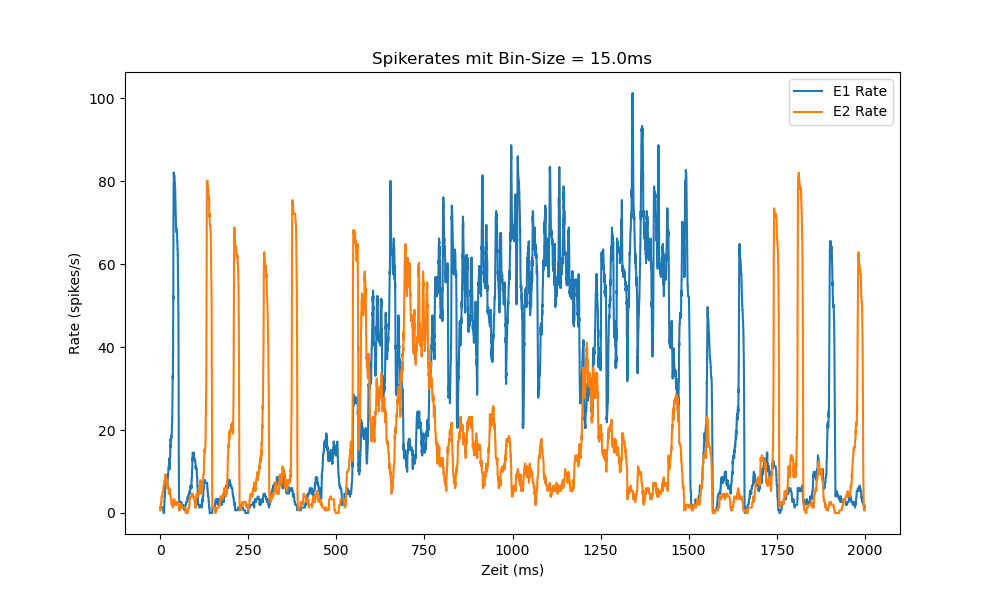 Spikerates mit Bin-Size = 15.0ms
E1 Rate
E2 Rate
100
80
60
40
20
0
Rate (spikes/s)
0 250 500 750 1000 1250 1500 1750 2000
Zeit (ms)